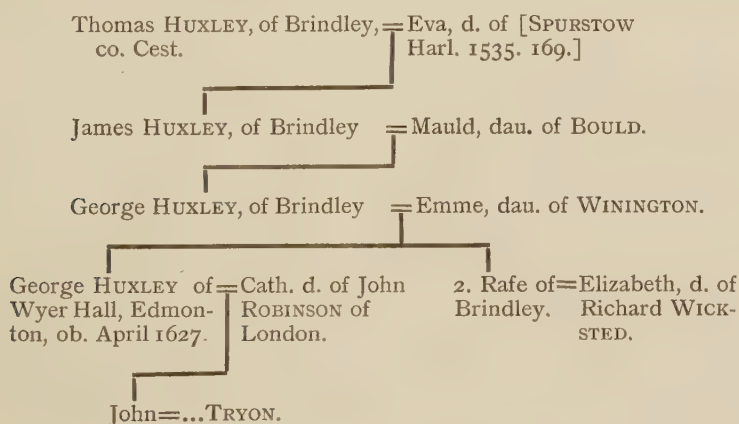 Thomas HUXLEY, of Brindley, = Eva, d. of [SPURSTOW
co. Cest. Harl. 1535. 169.]
James HUXLEY, of Brindley = Mauld, dau. of BOULD.
George HUXLEY, of Brindley = Emme, dau. of WININGTON.
George HUXLEY of = Cath. d. of John 2. Rafe of = Elizabeth, d. of
Wyer Hall, Edmon- ROBINSON of Brindley. Richard WICK-
ton, ob. April 1627. London. STED.
John = ...TRYON.